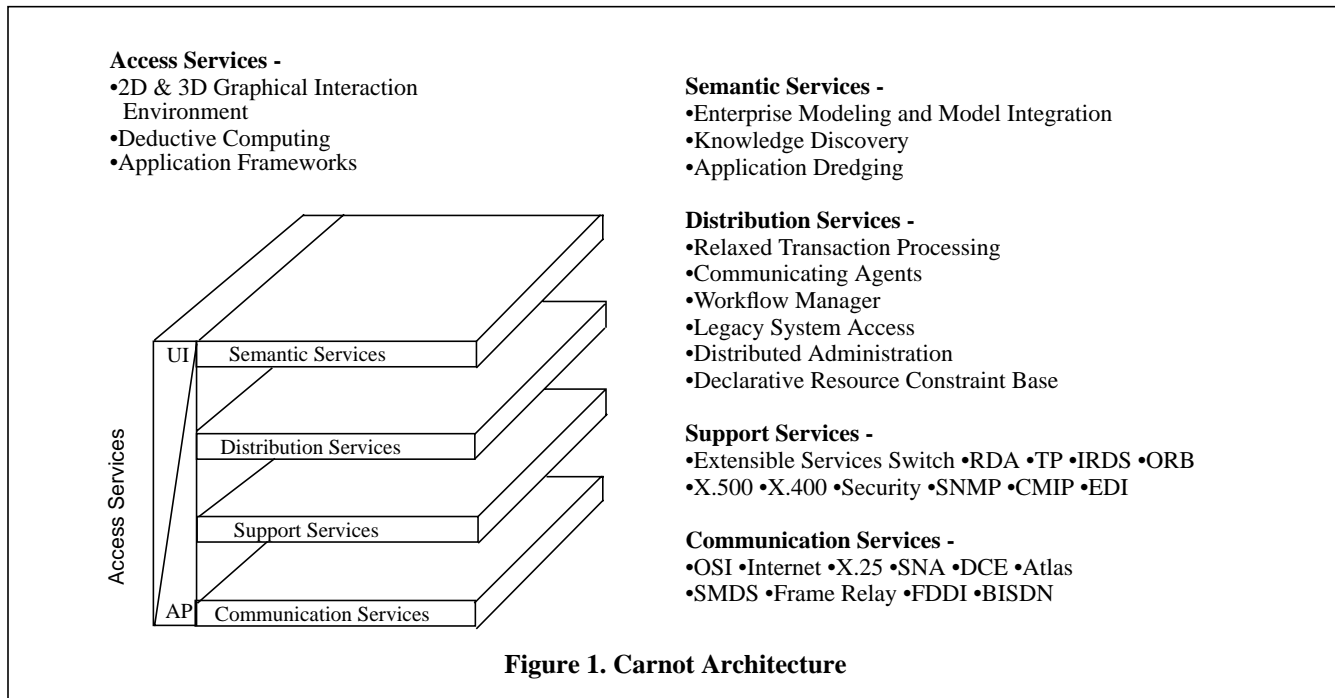 Access Services -
•2D & 3D Graphical Interaction
Environment
•Deductive Computing
•Application Frameworks
Semantic Services -
•Enterprise Modeling and Model Integration
•Knowledge Discovery
•Application Dredging
Distribution Services -
•Relaxed Transaction Processing
•Communicating Agents
•Workflow Manager
•Legacy System Access
•Distributed Administration
•Declarative Resource Constraint Base
Support Services -
•Extensible Services Switch •RDA •TP •IRDS •ORB
•X.500 •X.400 •Security •SNMP •CMIP •EDI
Communication Services -
•OSI •Internet •X.25 •SNA •DCE •Atlas
•SMDS •Frame Relay •FDDI •BISDN
Access Services
UI
Semantic Services
Distribution Services
Support Services
AP
Communication Services
Figure 1. Carnot Architecture